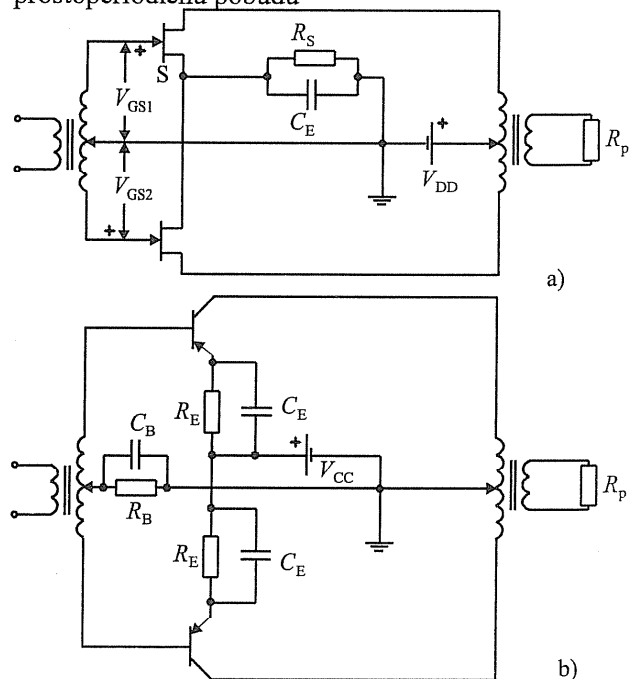 prostoperiodična pobuda
R_S
S
V_GS1
C_E
V_GS2
V_DD
R_p
a)
R_E
C_E
C_B
V_CC
R_B
R_p
R_E
C_E
b)